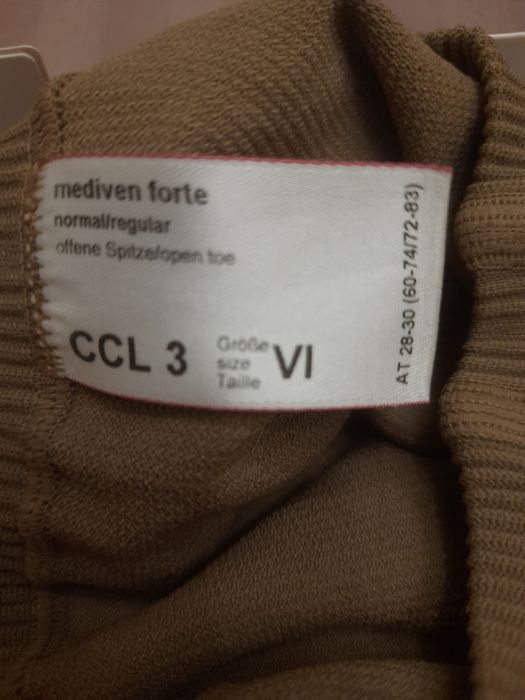 mediven forte
normal/regular
offene Spitze/open toe
CCL 3
Größe
size
Taille
VI
AT 28-30 (60-74/72-83)